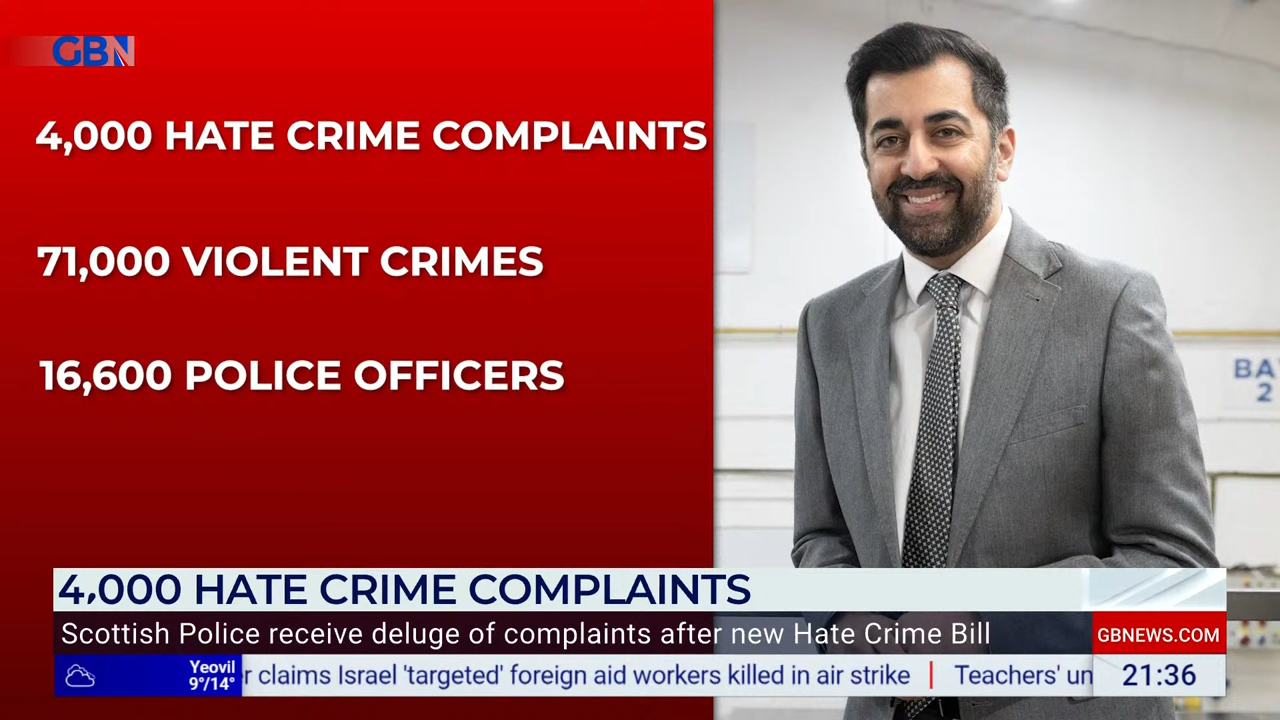 GBN
4,000 HATE CRIME COMPLAINTS
71,000 VIOLENT CRIMES
16,600 POLICE OFFICERS
BA
2
4,000 HATE CRIME COMPLAINTS
Scottish Police receive deluge of complaints after new Hate Crime Bill
GBNEWS.COM
Yeovil
9°/14°
r claims Israel 'targeted' foreign aid workers killed in air strike | Teachers' un
21:36